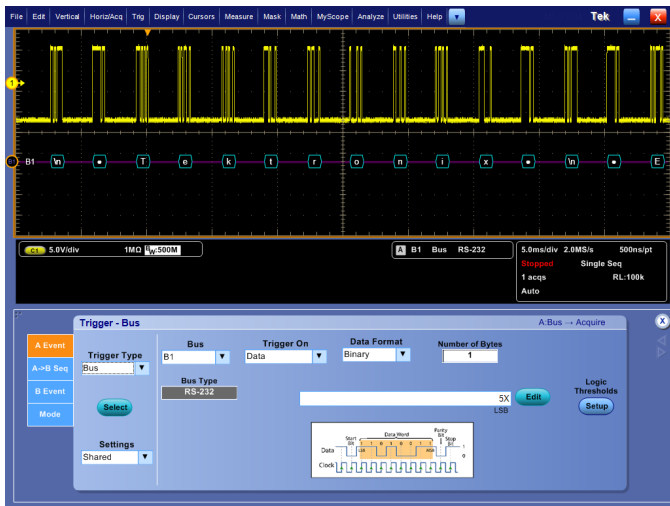 File Edit Vertical Horiz/Acq Trig Display Cursors Measure Mask Math MyScope Analyze Utilities Help Tek X
1
B1 B1 \n • T e k t r o n i x • \n • E
C1 5.0V/div 1MΩ BW:500M
A B1 Bus RS-232
5.0ms/div 2.0MS/s 500ns/pt
Stopped Single Seq
1 acqs RL:100k
Auto
Trigger - Bus A:Bus → Acquire X
A Event
A->B Seq
B Event
Mode
Trigger Type
Bus
Select
Settings
Shared
Bus
B1
Trigger On
Data
Data Format
Binary
Number of Bytes
1
Bus Type
RS-232
5X
LSB
Edit
Logic
Thresholds
Setup
Start
Bit
Data Word
Parity
Bit
Stop
Bit
Data
1
0
Clock